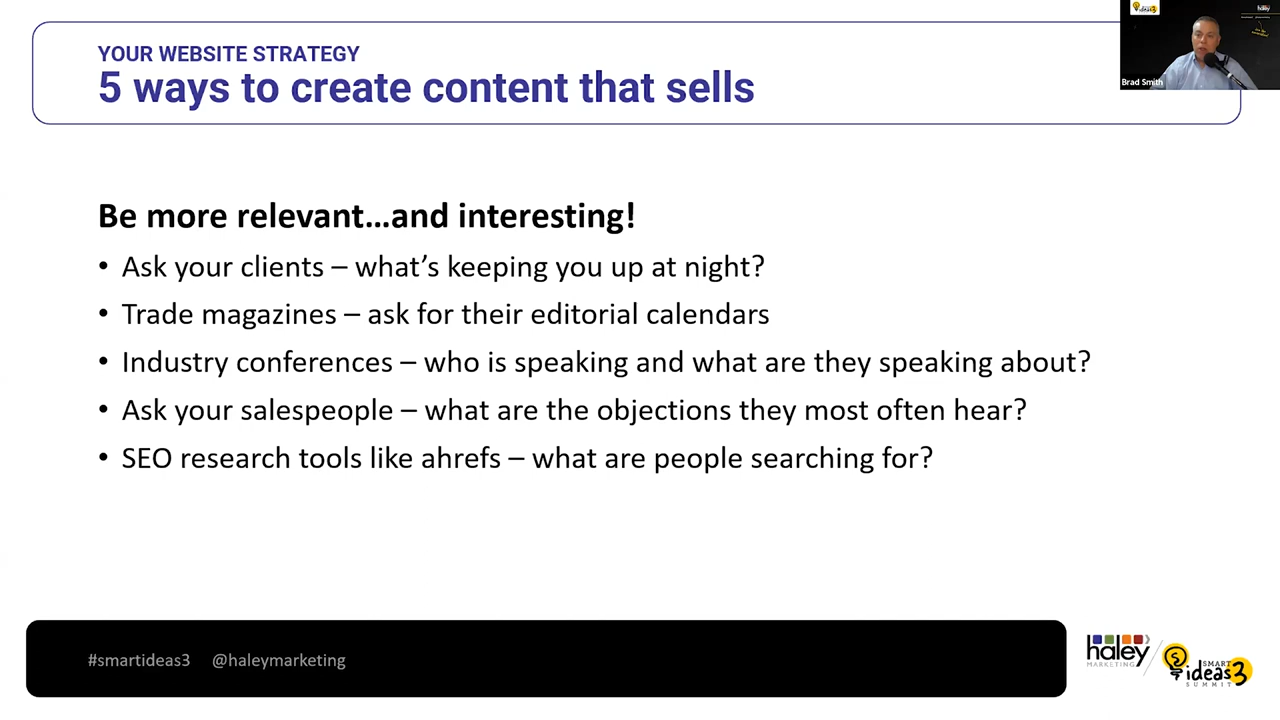 YOUR WEBSITE STRATEGY
5 ways to create content that sells
ideas3
haley
Brad Smith
Be more relevant…and interesting!
• Ask your clients – what’s keeping you up at night?
• Trade magazines – ask for their editorial calendars
• Industry conferences – who is speaking and what are they speaking about?
• Ask your salespeople – what are the objections they most often hear?
• SEO research tools like ahrefs – what are people searching for?
#smartideas3 @haleymarketing
haley
MARKETING
SMART
ideas3
SUMMIT